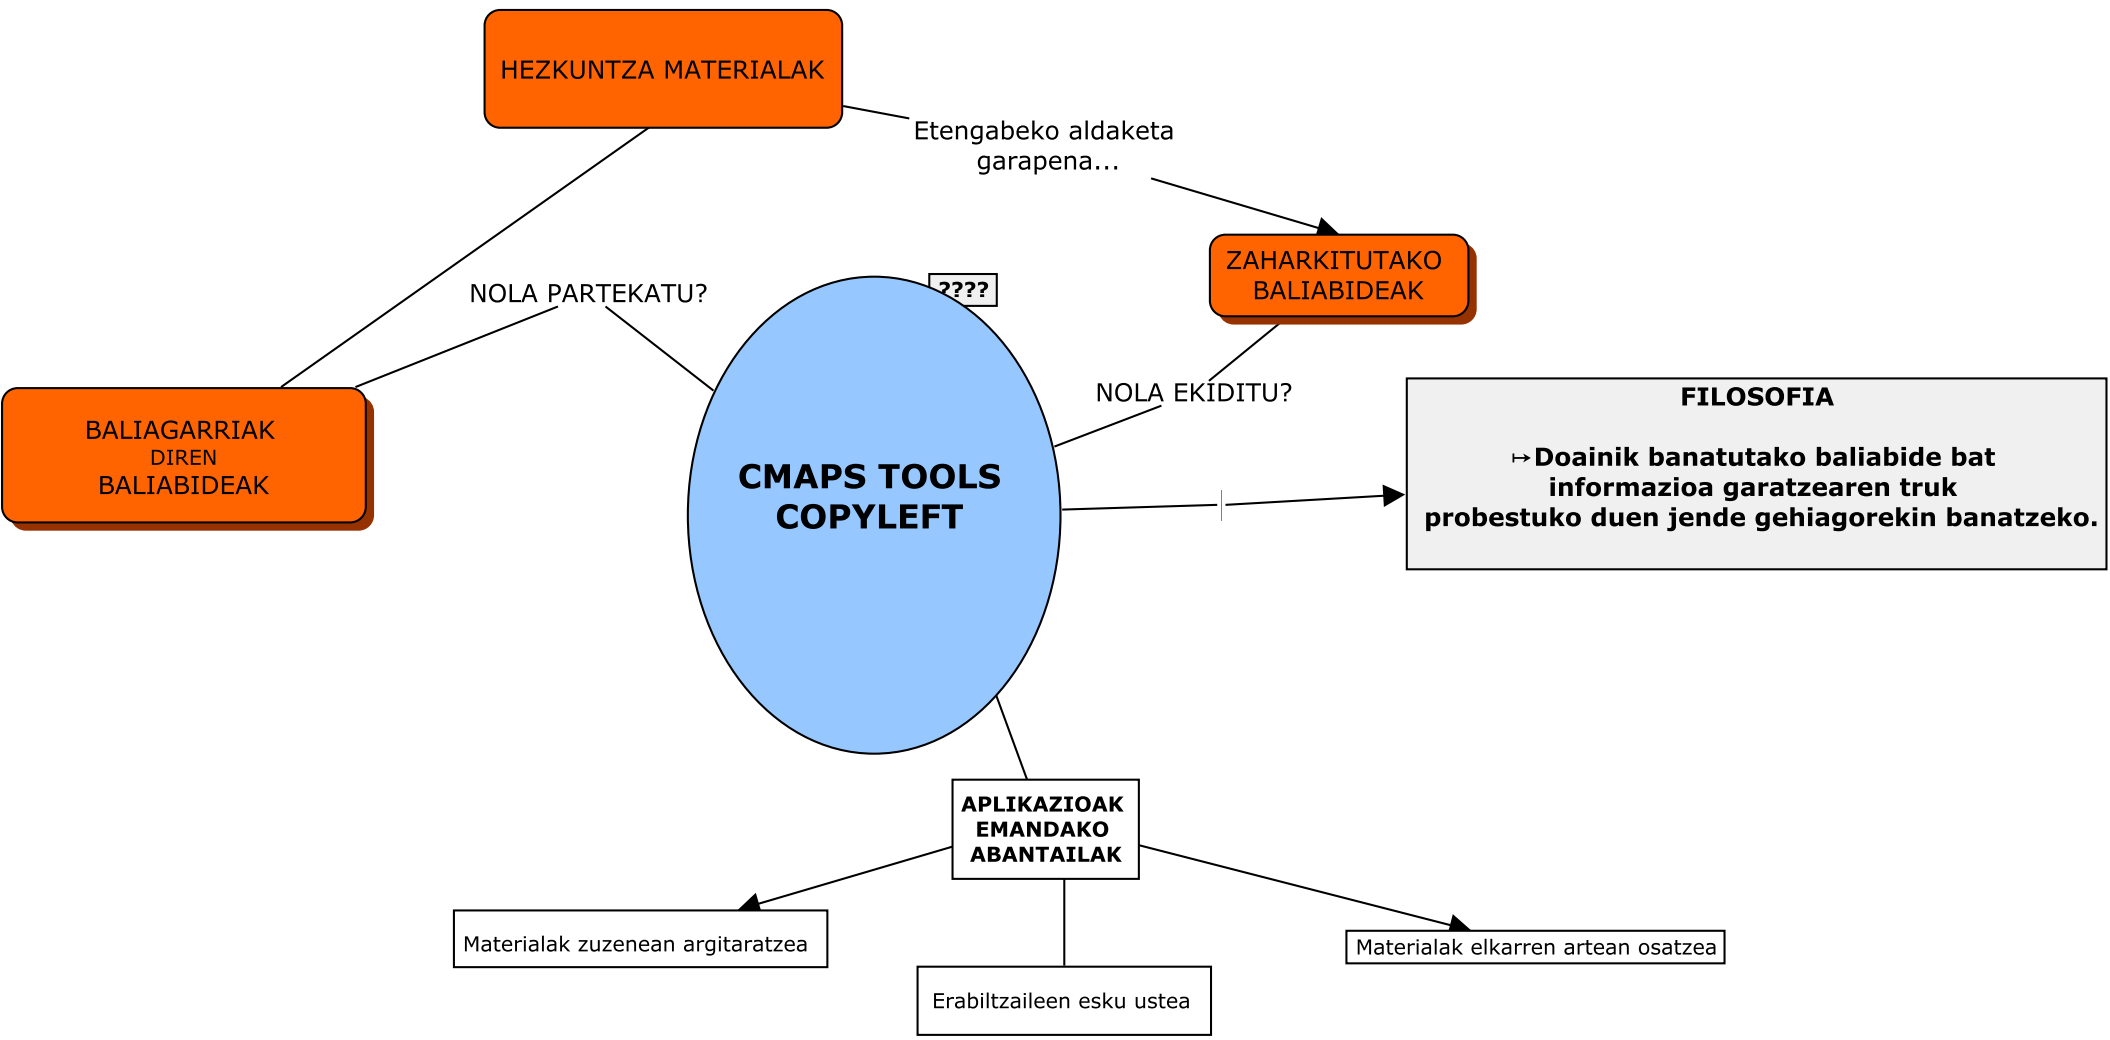 HEZKUNTZA MATERIALAK
Etengabeko aldaketa
garapena...
ZAHARKITUTAKO
BALIABIDEAK
NOLA PARTEKATU?
????
NOLA EKIDITU?
BALIAGARRIAK
DIREN
BALIABIDEAK
CMAPS TOOLS
COPYLEFT
FILOSOFIA
↦Doainik banatutako baliabide bat
informazioa garatzearen truk
probestuko duen jende gehiagorekin banatzeko.
APLIKAZIOAK
EMANDAKO
ABANTAILAK
Materialak zuzenean argitaratzea
Erabiltzaileen esku ustea
Materialak elkarren artean osatzea